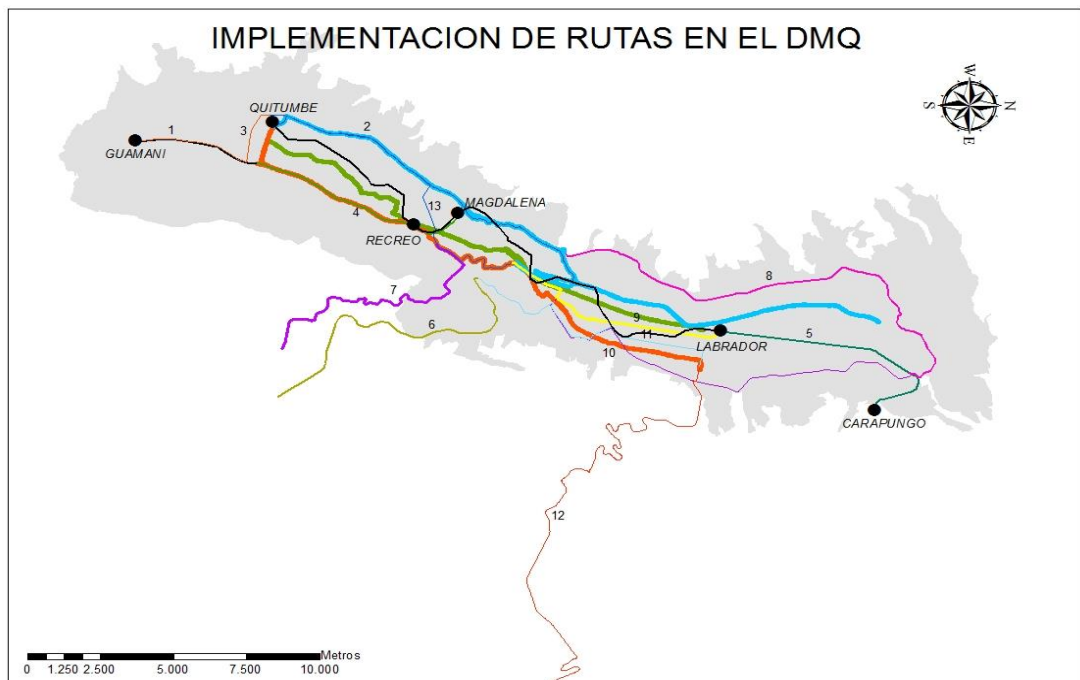 IMPLEMENTACION DE RUTAS EN EL DMQ
W
S
N
E
QUITUMBE
1
3
2
GUAMANI
13
MAGDALENA
4
RECREO
8
7
6
9
11
10
LABRADOR
5
CARAPUNGO
12
Metros
0 1.250 2.500 5.000 7.500 10.000